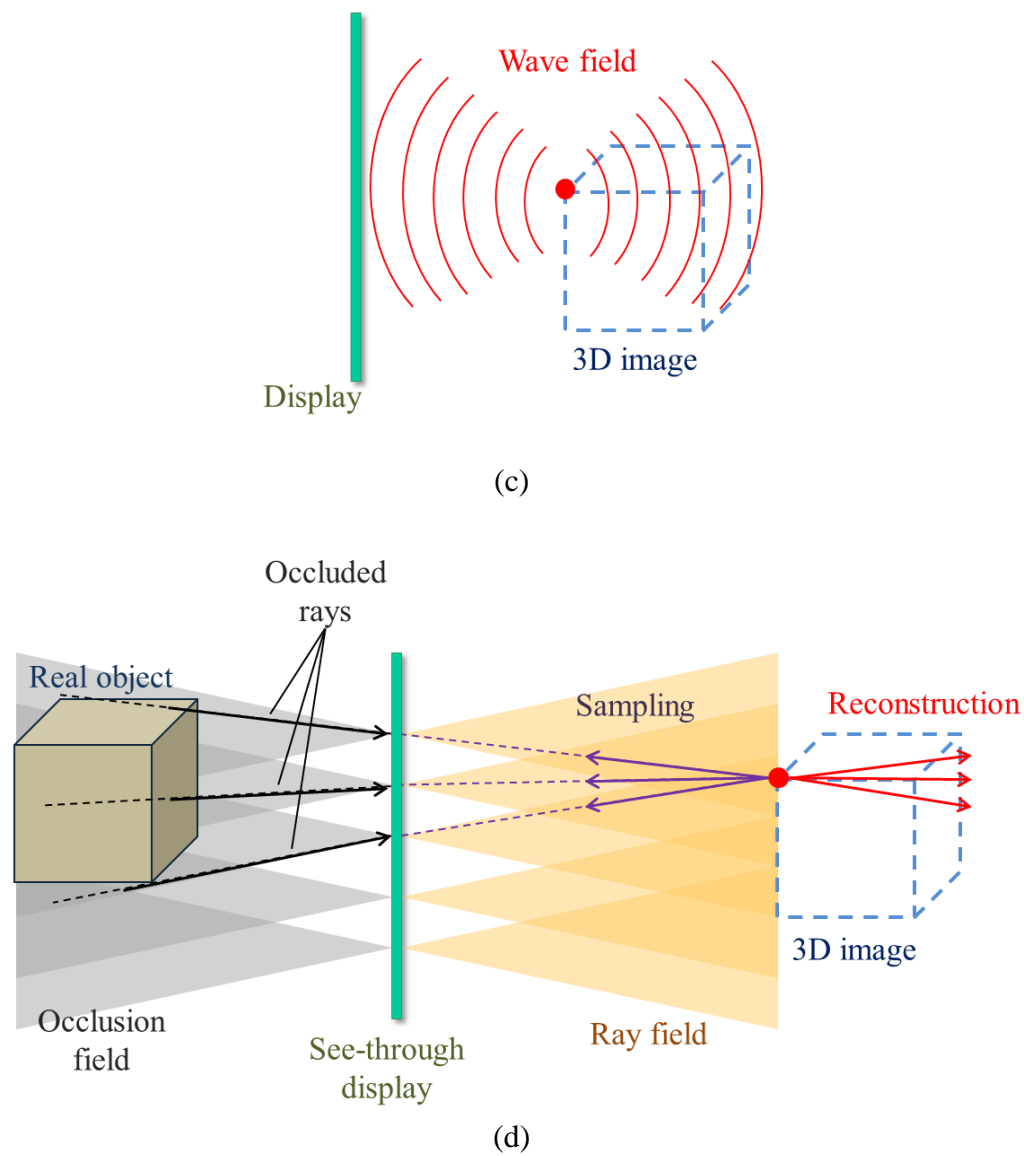 Wave field
3D image
Display
(c)
Occluded
rays
Real object
Sampling
Reconstruction
3D image
Occlusion
field
Ray field
See-through
display
(d)